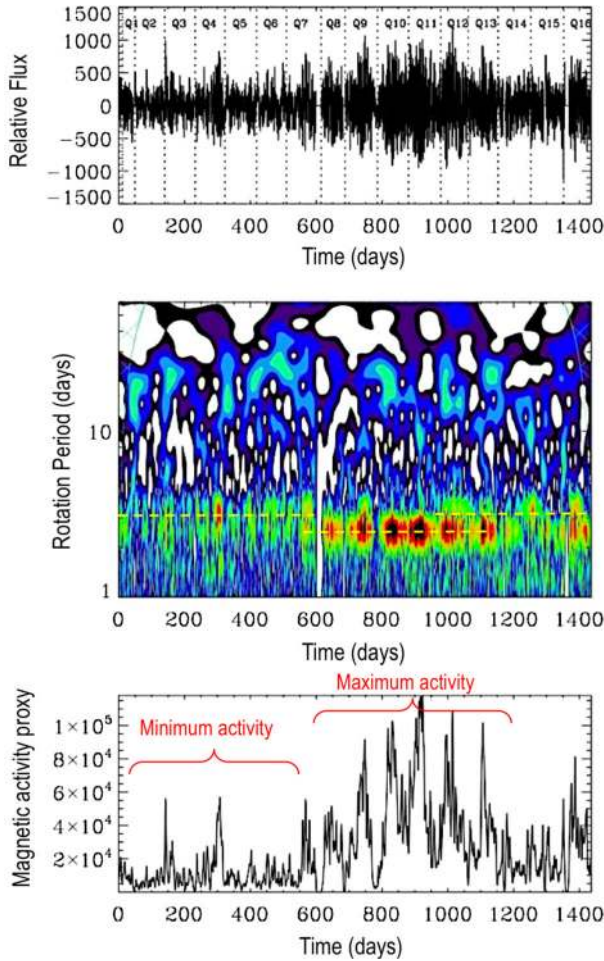 Q1 Q2 Q3 Q4 Q5 Q6 Q7 Q8 Q9 Q10 Q11 Q12 Q13 Q14 Q15 Q16
1500
1000
500
0
−500
−1000
−1500
Relative Flux
0 200 400 600 800 1000 1200 1400
Time (days)
10
1
Rotation Period (days)
0 200 400 600 800 1000 1200 1400
Time (days)
Maximum activity
Minimum activity
1×10⁵
8×10⁴
6×10⁴
4×10⁴
2×10⁴
Magnetic activity proxy
0 200 400 600 800 1000 1200 1400
Time (days)